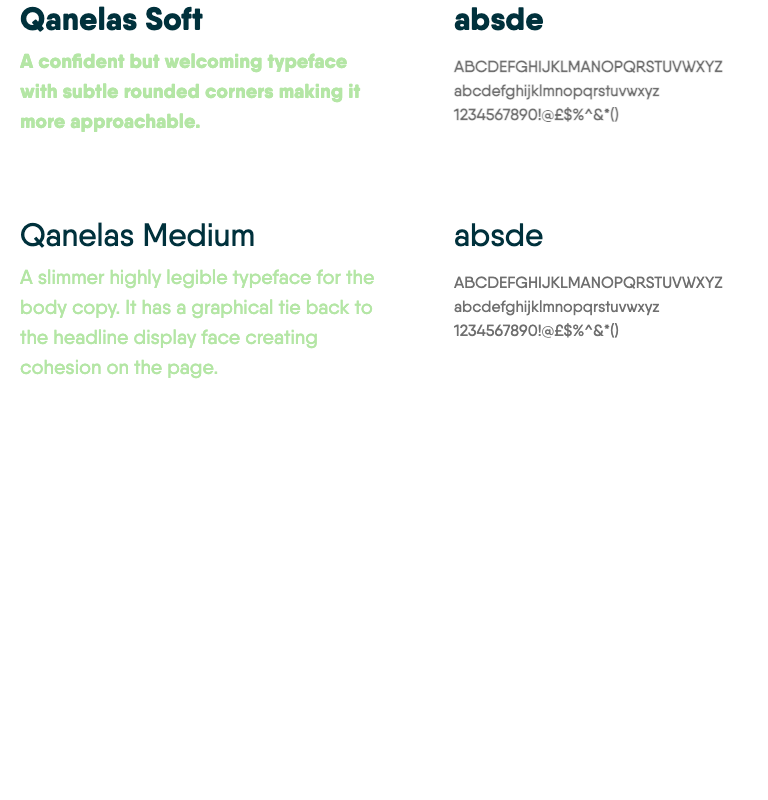 Qanelas Soft
A confident but welcoming typeface
with subtle rounded corners making it
more approachable.
absde
ABCDEFGHIJKLMANOPQRSTUVWXYZ
abcdefghijklmnopqrstuvwxyz
1234567890!@£$%^&*()
Qanelas Medium
A slimmer highly legible typeface for the
body copy. It has a graphical tie back to
the headline display face creating
cohesion on the page.
absde
ABCDEFGHIJKLMANOPQRSTUVWXYZ
abcdefghijklmnopqrstuvwxyz
1234567890!@£$%^&*()